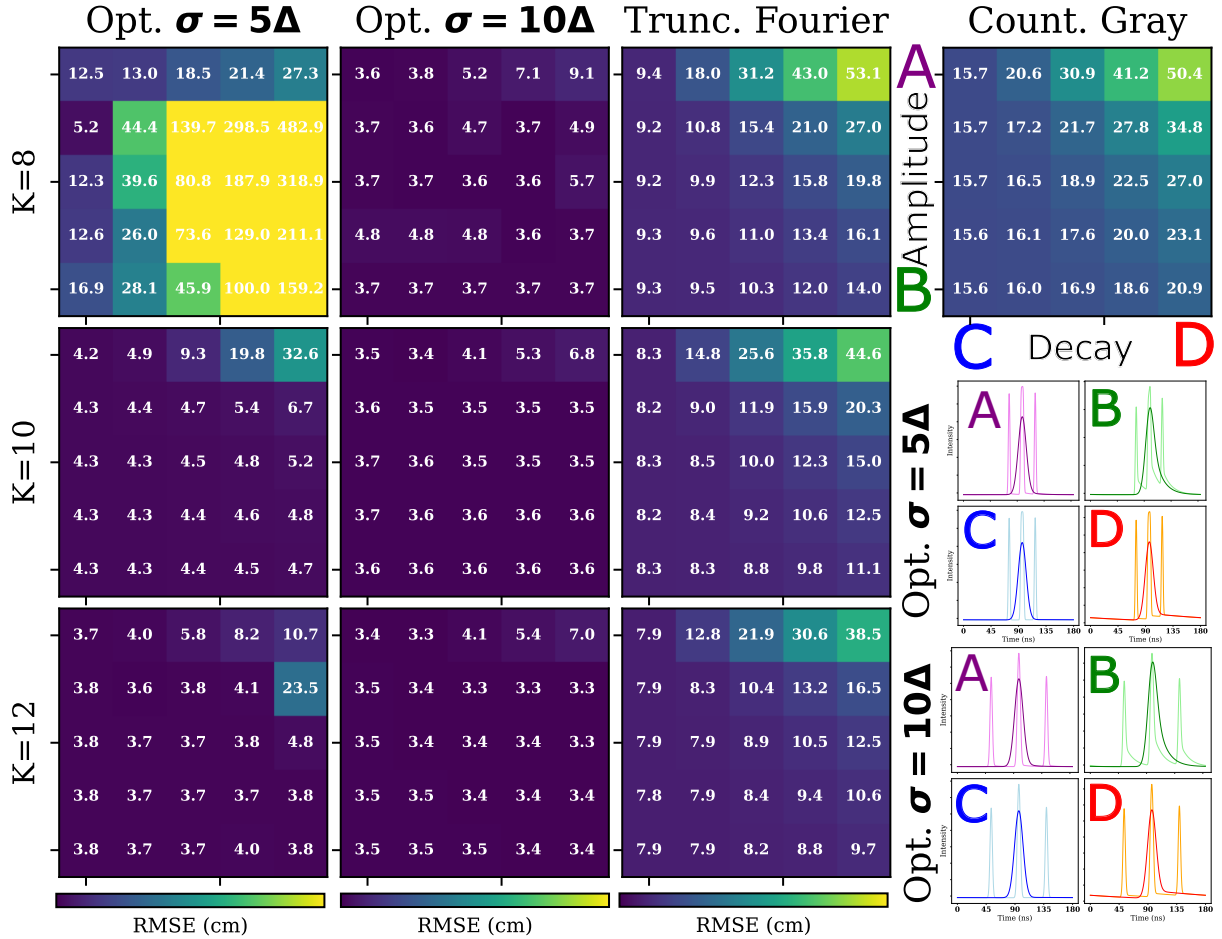 Opt. σ = 5Δ
Opt. σ = 10Δ
Trunc. Fourier
Count. Gray
K=8
12.5 13.0 18.5 21.4 27.3
5.2 44.4 139.7 298.5 482.9
12.3 39.6 80.8 187.9 318.9
12.6 26.0 73.6 129.0 211.1
16.9 28.1 45.9 100.0 159.2
3.6 3.8 5.2 7.1 9.1
3.7 3.6 4.7 3.7 4.9
3.7 3.7 3.6 3.6 5.7
4.8 4.8 4.8 3.6 3.7
3.7 3.7 3.7 3.7 3.7
9.4 18.0 31.2 43.0 53.1
9.2 10.8 15.4 21.0 27.0
9.2 9.9 12.3 15.8 19.8
9.3 9.6 11.0 13.4 16.1
9.3 9.5 10.3 12.0 14.0
A
Amplitude
B
15.7 20.6 30.9 41.2 50.4
15.7 17.2 21.7 27.8 34.8
15.7 16.5 18.9 22.5 27.0
15.6 16.1 17.6 20.0 23.1
15.6 16.0 16.9 18.6 20.9
C Decay D
K=10
4.2 4.9 9.3 19.8 32.6
4.3 4.4 4.7 5.4 6.7
4.3 4.3 4.5 4.8 5.2
4.3 4.3 4.4 4.6 4.8
4.3 4.3 4.4 4.5 4.7
3.5 3.4 4.1 5.3 6.8
3.6 3.5 3.5 3.5 3.5
3.7 3.6 3.5 3.5 3.5
3.7 3.6 3.6 3.6 3.6
3.6 3.6 3.6 3.6 3.6
8.3 14.8 25.6 35.8 44.6
8.2 9.0 11.9 15.9 20.3
8.3 8.5 10.0 12.3 15.0
8.2 8.4 9.2 10.6 12.5
8.3 8.3 8.8 9.8 11.1
Opt. σ = 5Δ
A
Intensity
B
C
Intensity
0 45 90 135 180
Time (ns)
D
0 45 90 135 180
Time (ns)
K=12
3.7 4.0 5.8 8.2 10.7
3.8 3.6 3.8 4.1 23.5
3.8 3.7 3.7 3.8 4.8
3.8 3.7 3.7 3.7 3.8
3.8 3.7 3.7 4.0 3.8
3.4 3.3 4.1 5.4 7.0
3.5 3.4 3.3 3.3 3.3
3.5 3.4 3.4 3.4 3.3
3.5 3.5 3.4 3.4 3.4
3.5 3.5 3.5 3.4 3.4
7.9 12.8 21.9 30.6 38.5
7.9 8.3 10.4 13.2 16.5
7.9 7.9 8.9 10.5 12.5
7.8 7.9 8.4 9.4 10.6
7.9 7.9 8.2 8.8 9.7
Opt. σ = 10Δ
A
Intensity
B
C
Intensity
0 45 90 135 180
Time (ns)
D
0 45 90 135 180
Time (ns)
RMSE (cm)
RMSE (cm)
RMSE (cm)